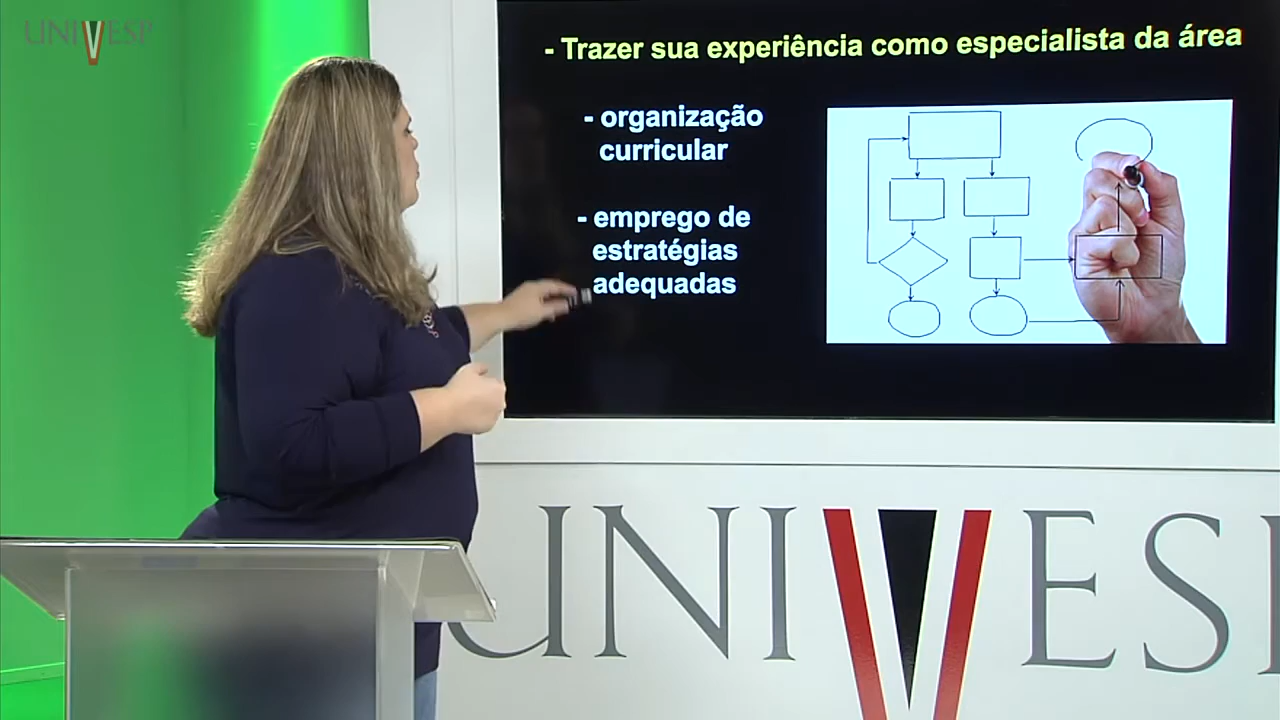 UNIVESP
- Trazer sua experiência como especialista da área
- organização
curricular
- emprego de
estratégias
adequadas
UNIVESP